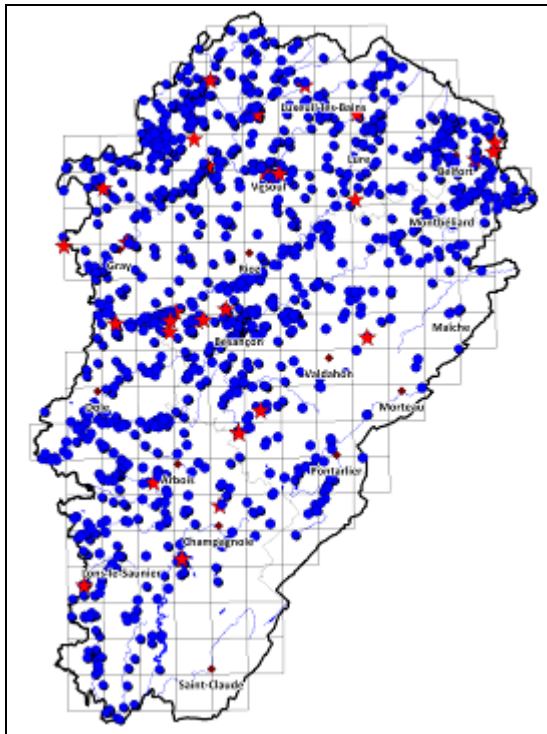 Luxeuil-lès-Bains
Lure
Belfort
Vesoul
Montbéliard
Gray
Rioz
Maîche
Besançon
Valdahon
Dole
Morteau
Pontarlier
Arbois
Champagnole
Lons-le-Saunier
Saint-Claude